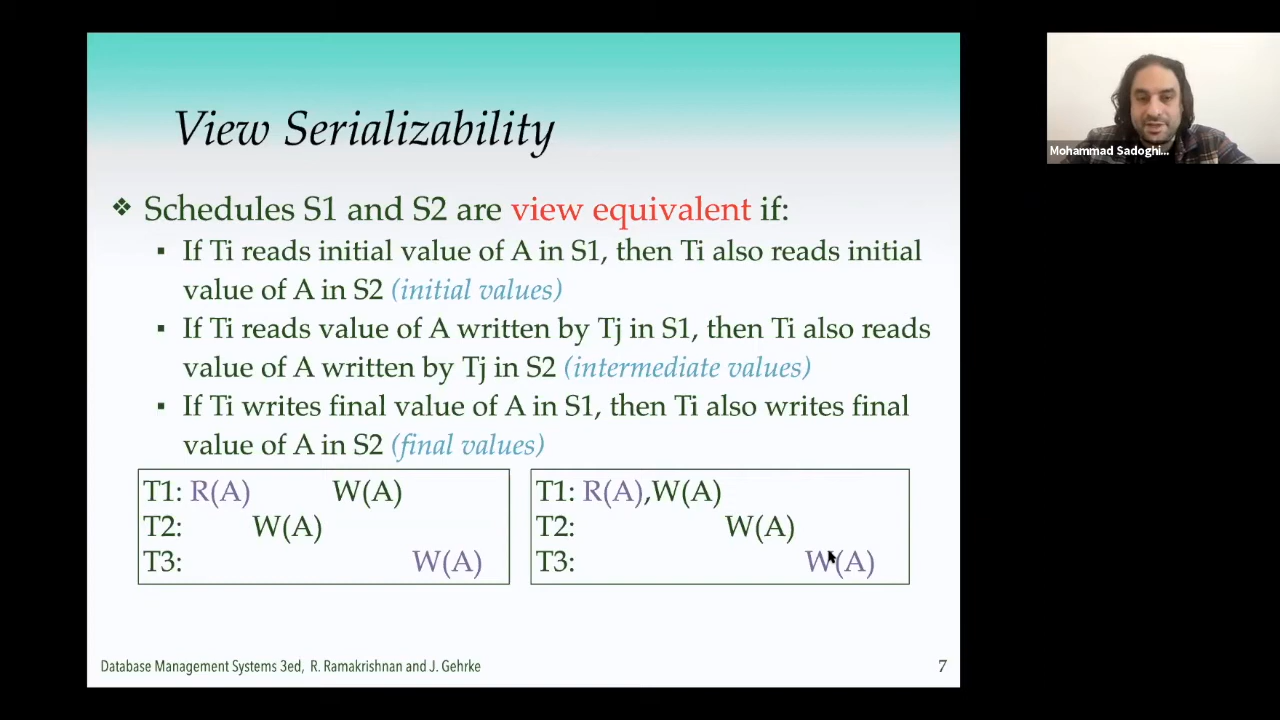 View Serializability
❖ Schedules S1 and S2 are view equivalent if:
▪ If Ti reads initial value of A in S1, then Ti also reads initial
value of A in S2 (initial values)
▪ If Ti reads value of A written by Tj in S1, then Ti also reads
value of A written by Tj in S2 (intermediate values)
▪ If Ti writes final value of A in S1, then Ti also writes final
value of A in S2 (final values)
T1: R(A) W(A)
T2: W(A)
T3: W(A)
T1: R(A),W(A)
T2: W(A)
T3: W(A)
Database Management Systems 3ed, R. Ramakrishnan and J. Gehrke
7
Mohammad Sadoghi...